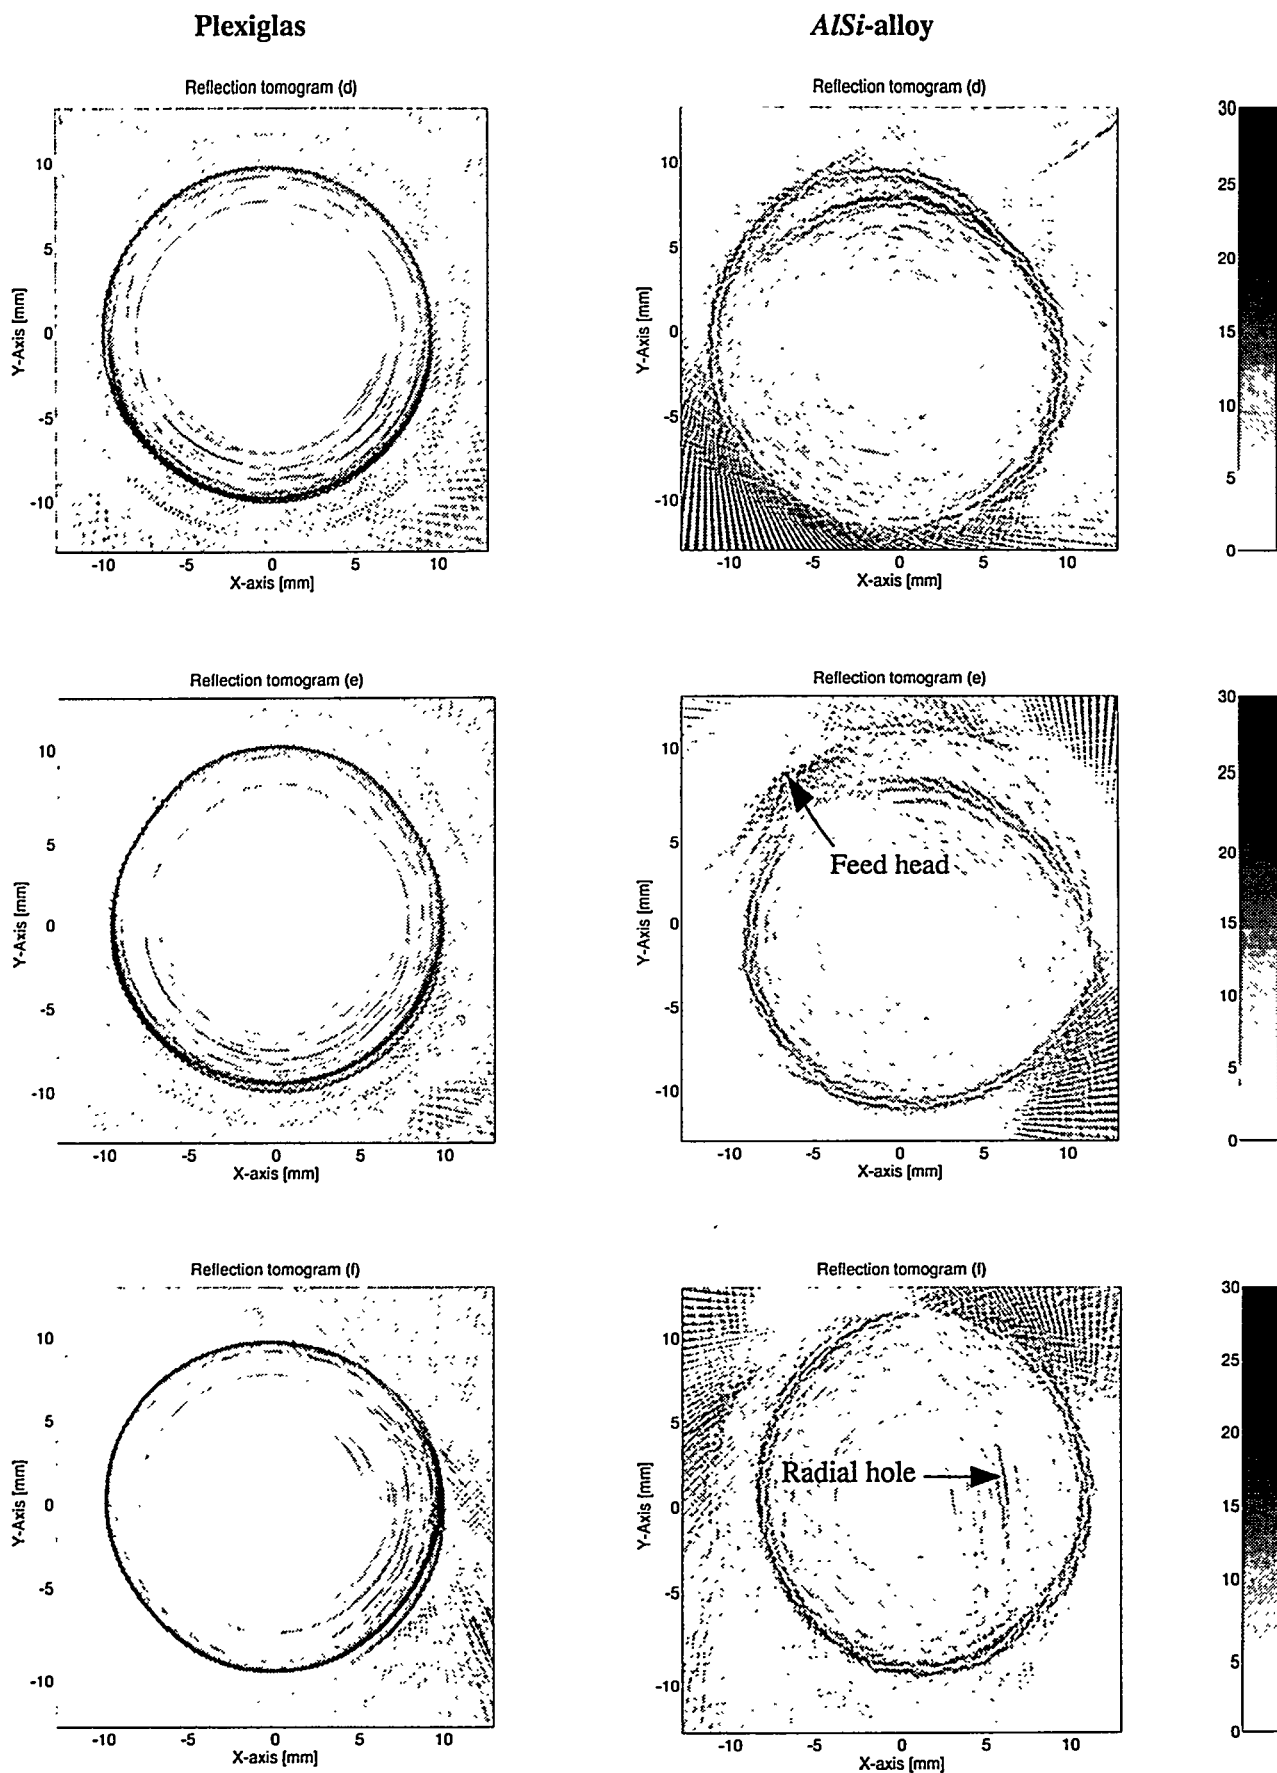 Plexiglas AlSi-alloy
Reflection tomogram (d) Reflection tomogram (d)
30
25
20
15
10
5
0
10
5
0
-5
-10
Y-Axis [mm]
-10 -5 0 5 10
X-axis [mm]
10
5
0
-5
-10
Y-Axis [mm]
-10 -5 0 5 10
X-axis [mm]
Reflection tomogram (e) Reflection tomogram (e)
30
25
20
15
10
5
0
10
5
0
-5
-10
Y-Axis [mm]
-10 -5 0 5 10
X-axis [mm]
10
5
0
-5
-10
Y-Axis [mm]
Feed head
-10 -5 0 5 10
X-axis [mm]
Reflection tomogram (f) Reflection tomogram (f)
30
25
20
15
10
5
0
10
5
0
-5
-10
Y-Axis [mm]
-10 -5 0 5 10
X-axis [mm]
10
5
0
-5
-10
Y-Axis [mm]
Radial hole
-10 -5 0 5 10
X-axis [mm]